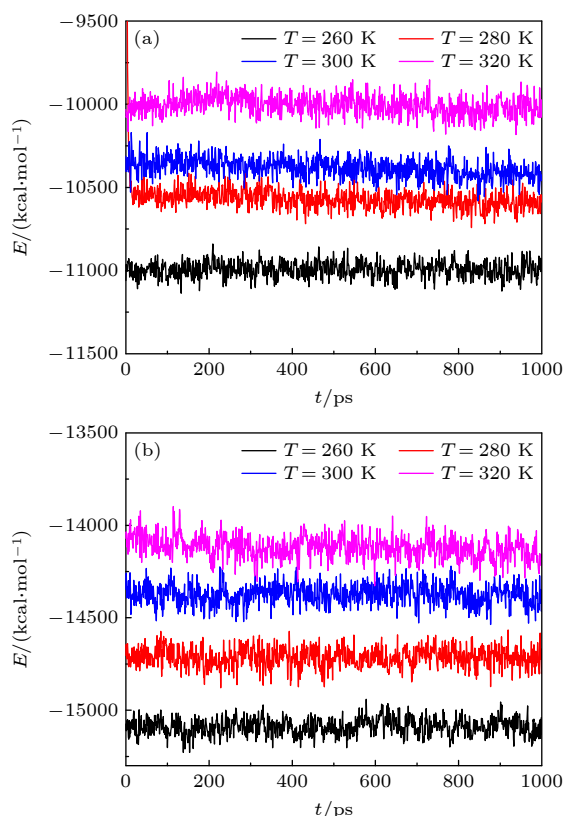 −9500
(a)
T = 260 K
T = 280 K
T = 300 K
T = 320 K
−10000
−10500
−11000
−11500
E/(kcal·mol⁻¹)
0 200 400 600 800 1000
t/ps
−13500
(b)
T = 260 K
T = 280 K
T = 300 K
T = 320 K
−14000
−14500
−15000
E/(kcal·mol⁻¹)
0 200 400 600 800 1000
t/ps